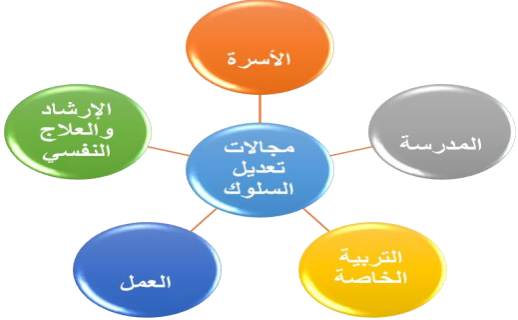 الأسرة
المدرسة
التربية
الخاصة
العمل
الإرشاد
والعلاج
النفسي
مجالات
تعديل
السلوك